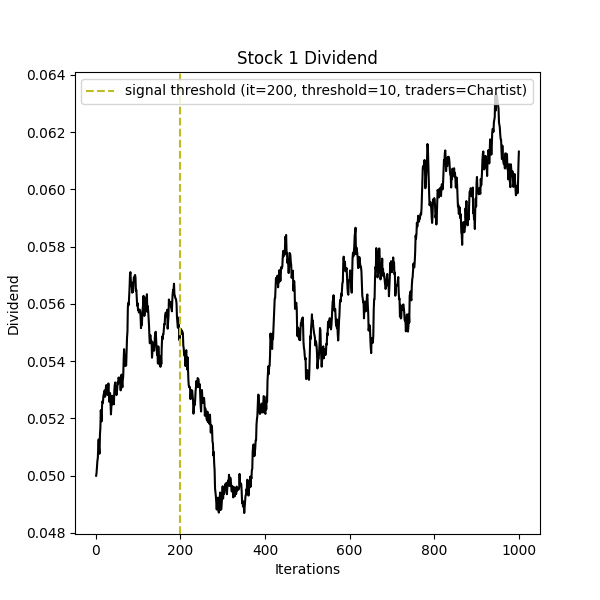 Stock 1 Dividend
signal threshold (it=200, threshold=10, traders=Chartist)
0.064
0.062
0.060
0.058
0.056
0.054
0.052
0.050
0.048
Dividend
0 200 400 600 800 1000
Iterations